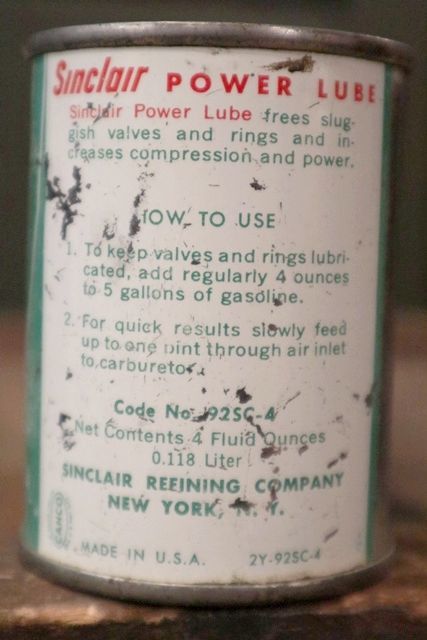 Sinclair POWER LUBE
Sinclair Power Lube frees slug-
gish valves and rings and in-
creases compression and power.
HOW TO USE
1. To keep valves and rings lubri-
cated, add regularly 4 ounces
to 5 gallons of gasoline.
2. For quick results slowly feed
up to one pint through air inlet
to carburetor.
Code No. 92SC-4
Net Contents 4 Fluid Ounces
0.118 Liter
SINCLAIR REFINING COMPANY
NEW YORK, N. Y.
CANCO
MADE IN U.S.A. 2Y-92SC-4